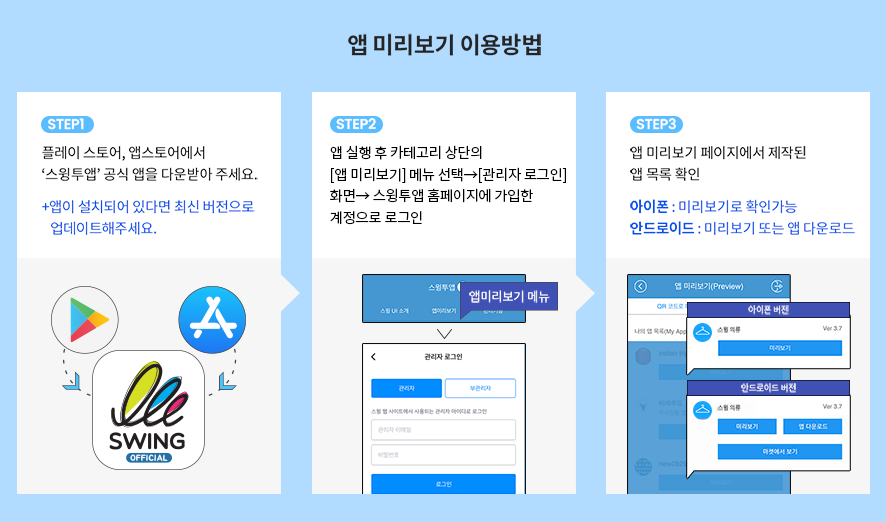 앱 미리보기 이용방법
STEP1
플레이 스토어, 앱스토어에서
‘스윙투앱’ 공식 앱을 다운받아 주세요.
+앱이 설치되어 있다면 최신 버전으로
업데이트해주세요.
SWING
OFFICIAL
STEP2
앱 실행 후 카테고리 상단의
[앱 미리보기] 메뉴 선택→[관리자 로그인]
화면→ 스윙투앱 홈페이지에 가입한
계정으로 로그인
스윙투앱
앱미리보기 메뉴
스윙 UI 소개 앱미리보기
관리자 로그인
관리자 부관리자
스윙 웹 사이트에서 사용되는 관리자 아이디로 로그인
관리자 이메일
비밀번호
로그인
STEP3
앱 미리보기 페이지에서 제작된
앱 목록 확인
아이폰 : 미리보기로 확인가능
안드로이드 : 미리보기 또는 앱 다운로드
앱 미리보기(Preview)
QR 코드로
나의 앱 목록(My App
아이폰 버전
스윙 의류 Ver 3.7
미리보기
안드로이드 버전
스윙 의류 Ver 3.7
미리보기 앱 다운로드
마켓에서 보기